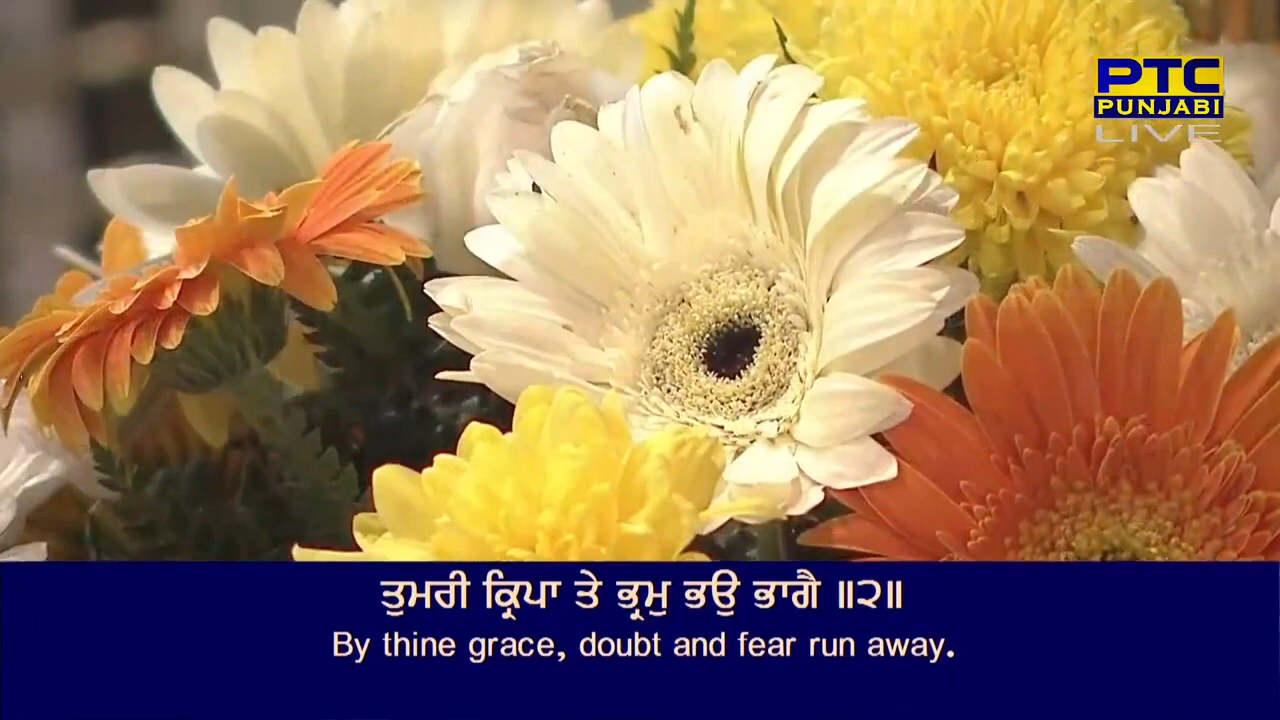 PTC
PUNJABI
LIVE
ਤੁਮਰੀ ਕ੍ਰਿਪਾ ਤੇ ਭ੍ਰਮੁ ਭਉ ਭਾਗੈ ॥੨॥
By thine grace, doubt and fear run away.